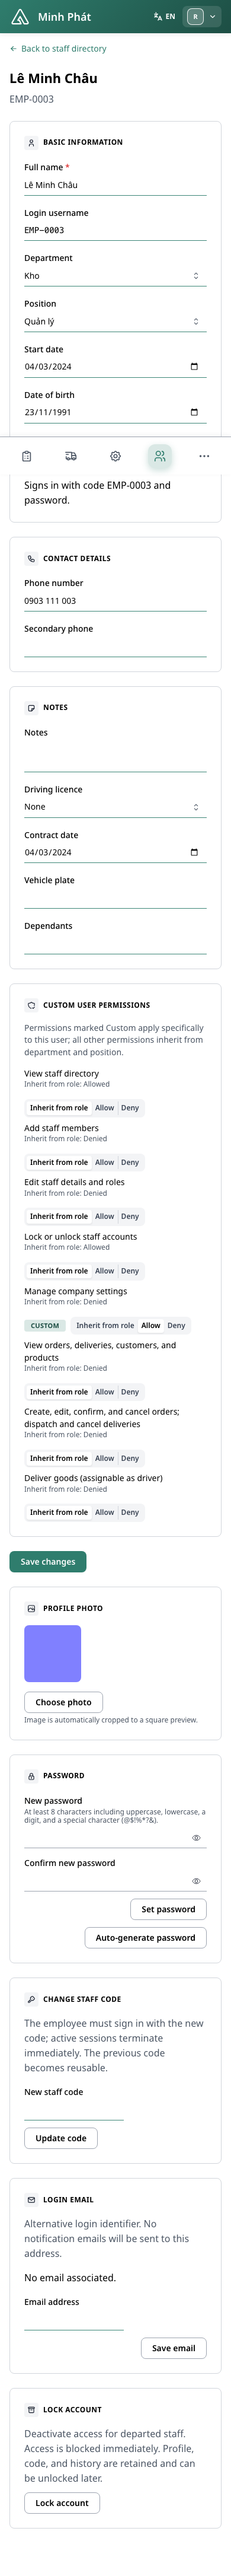 Minh Phát
EN
R
Back to staff directory
Lê Minh Châu
EMP-0003
BASIC INFORMATION
Full name *
Lê Minh Châu
Login username
EMP-0003
Department
Kho
Position
Quản lý
Start date
04/03/2024
Date of birth
23/11/1991
Signs in with code EMP-0003 and
password.
CONTACT DETAILS
Phone number
0903 111 003
Secondary phone
NOTES
Notes
Driving licence
None
Contract date
04/03/2024
Vehicle plate
Dependants
CUSTOM USER PERMISSIONS
Permissions marked Custom apply specifically
to this user; all other permissions inherit from
department and position.
View staff directory
Inherit from role: Allowed
Inherit from role Allow Deny
Add staff members
Inherit from role: Denied
Inherit from role Allow Deny
Edit staff details and roles
Inherit from role: Denied
Inherit from role Allow Deny
Lock or unlock staff accounts
Inherit from role: Allowed
Inherit from role Allow Deny
Manage company settings
Inherit from role: Denied
CUSTOM Inherit from role Allow Deny
View orders, deliveries, customers, and
products
Inherit from role: Denied
Inherit from role Allow Deny
Create, edit, confirm, and cancel orders;
dispatch and cancel deliveries
Inherit from role: Denied
Inherit from role Allow Deny
Deliver goods (assignable as driver)
Inherit from role: Denied
Inherit from role Allow Deny
Save changes
PROFILE PHOTO
Choose photo
Image is automatically cropped to a square preview.
PASSWORD
New password
At least 8 characters including uppercase, lowercase, a
digit, and a special character (@$!%*?&).
Confirm new password
Set password
Auto-generate password
CHANGE STAFF CODE
The employee must sign in with the new
code; active sessions terminate
immediately. The previous code
becomes reusable.
New staff code
Update code
LOGIN EMAIL
Alternative login identifier. No
notification emails will be sent to this
address.
No email associated.
Email address
Save email
LOCK ACCOUNT
Deactivate access for departed staff.
Access is blocked immediately. Profile,
code, and history are retained and can
be unlocked later.
Lock account